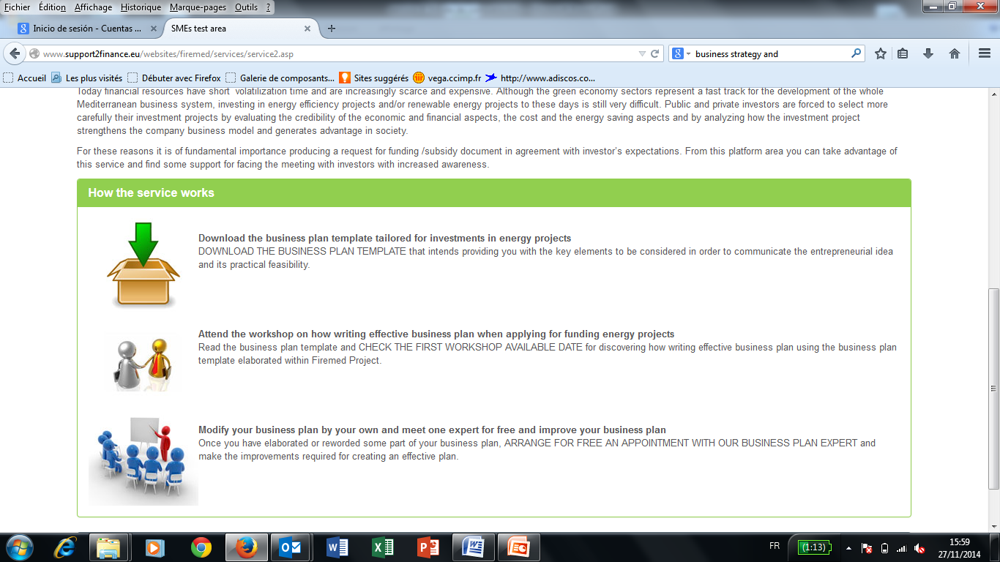 Fichier Édition Affichage Historique Marque-pages Outils ?
Inicio de sesión - Cuentas ... SMEs test area
www.support2finance.eu/websites/firemed/services/service2.asp business strategy and
Accueil Les plus visités Débuter avec Firefox Galerie de composants... Sites suggérés vega.ccimp.fr http://www.adiscos.co...
Today financial resources have short volatilization time and are increasingly scarce and expensive. Although the green economy sectors represent a fast track for the development of the whole
Mediterranean business system, investing in energy efficiency projects and/or renewable energy projects to these days is still very difficult. Public and private investors are forced to select more
carefully their investment projects by evaluating the credibility of the economic and financial aspects, the cost and the energy saving aspects and by analyzing how the investment project
strengthens the company business model and generates advantage in society.
For these reasons it is of fundamental importance producing a request for funding /subsidy document in agreement with investor's expectations. From this platform area you can take advantage of
this service and find some support for facing the meeting with investors with increased awareness.
How the service works
Download the business plan template tailored for investments in energy projects
DOWNLOAD THE BUSINESS PLAN TEMPLATE that intends providing you with the key elements to be considered in order to communicate the entrepreneurial idea
and its practical feasibility.
Attend the workshop on how writing effective business plan when applying for funding energy projects
Read the business plan template and CHECK THE FIRST WORKSHOP AVAILABLE DATE for discovering how writing effective business plan using the business plan
template elaborated within Firemed Project.
Modify your business plan by your own and meet one expert for free and improve your business plan
Once you have elaborated or reworded some part of your business plan, ARRANGE FOR FREE AN APPOINTMENT WITH OUR BUSINESS PLAN EXPERT and
make the improvements required for creating an effective plan.
FR (1:13) 15:59
27/11/2014